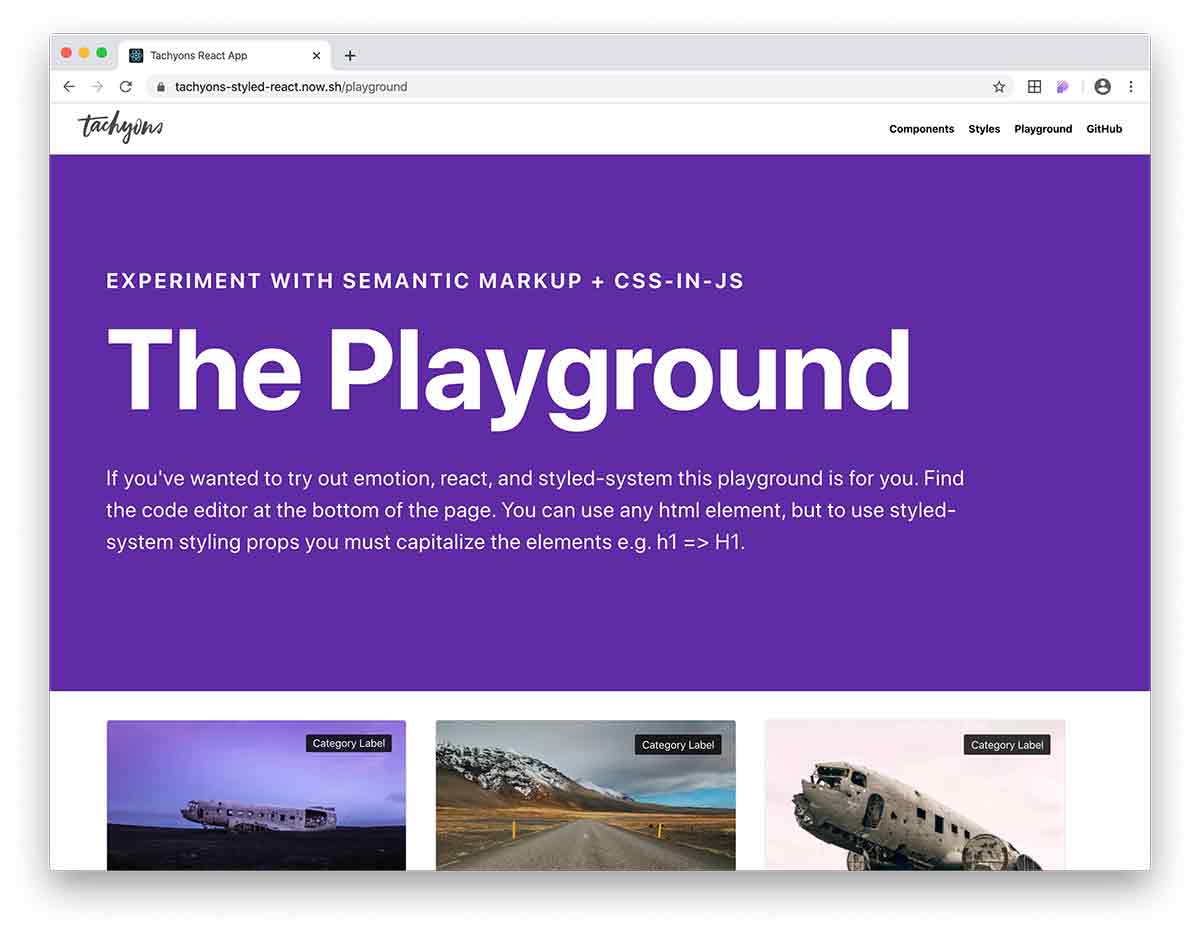 Tachyons React App
tachyons-styled-react.now.sh/playground
tachyons
Components Styles Playground GitHub
EXPERIMENT WITH SEMANTIC MARKUP + CSS-IN-JS
The Playground
If you've wanted to try out emotion, react, and styled-system this playground is for you. Find
the code editor at the bottom of the page. You can use any html element, but to use styled-
system styling props you must capitalize the elements e.g. h1 => H1.
Category Label
Category Label
Category Label